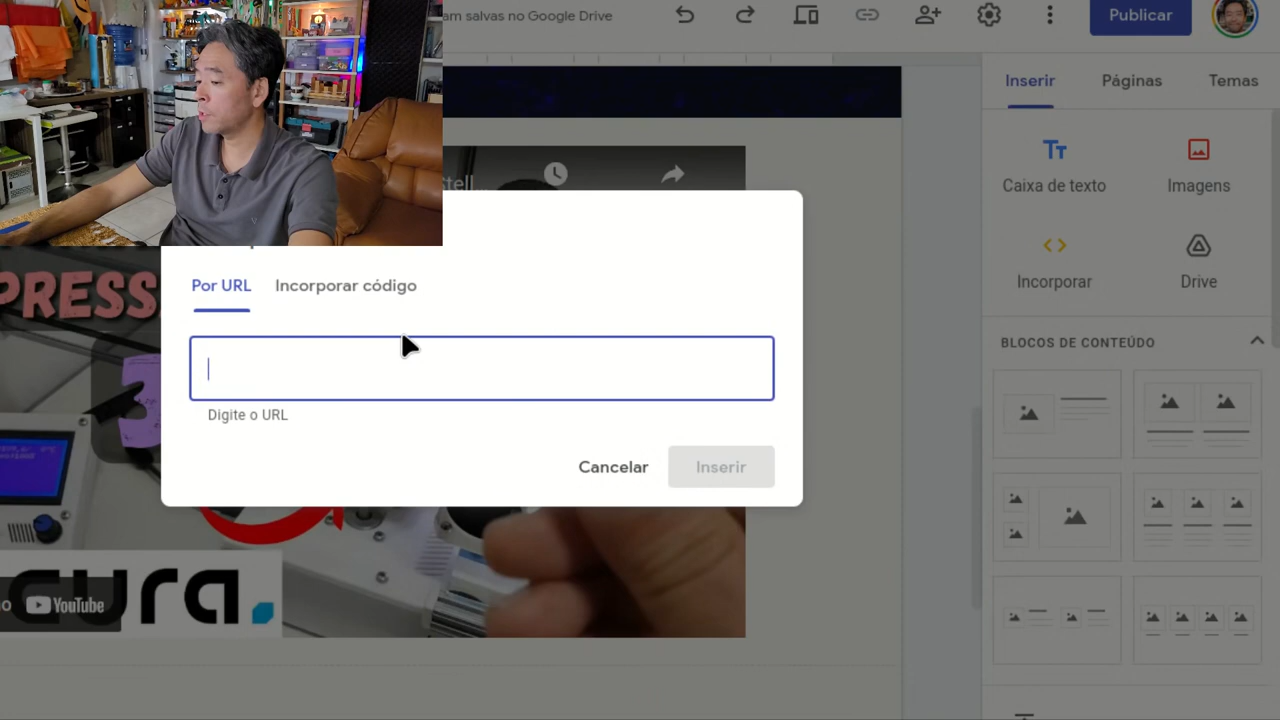 am salvas no Google Drive
Publicar
Inserir
Páginas
Temas
Caixa de texto
Imagens
Incorporar
Drive
BLOCOS DE CONTEÚDO
Por URL
Incorporar código
Digite o URL
Cancelar
Inserir
PRESS
3
cura.
YouTube